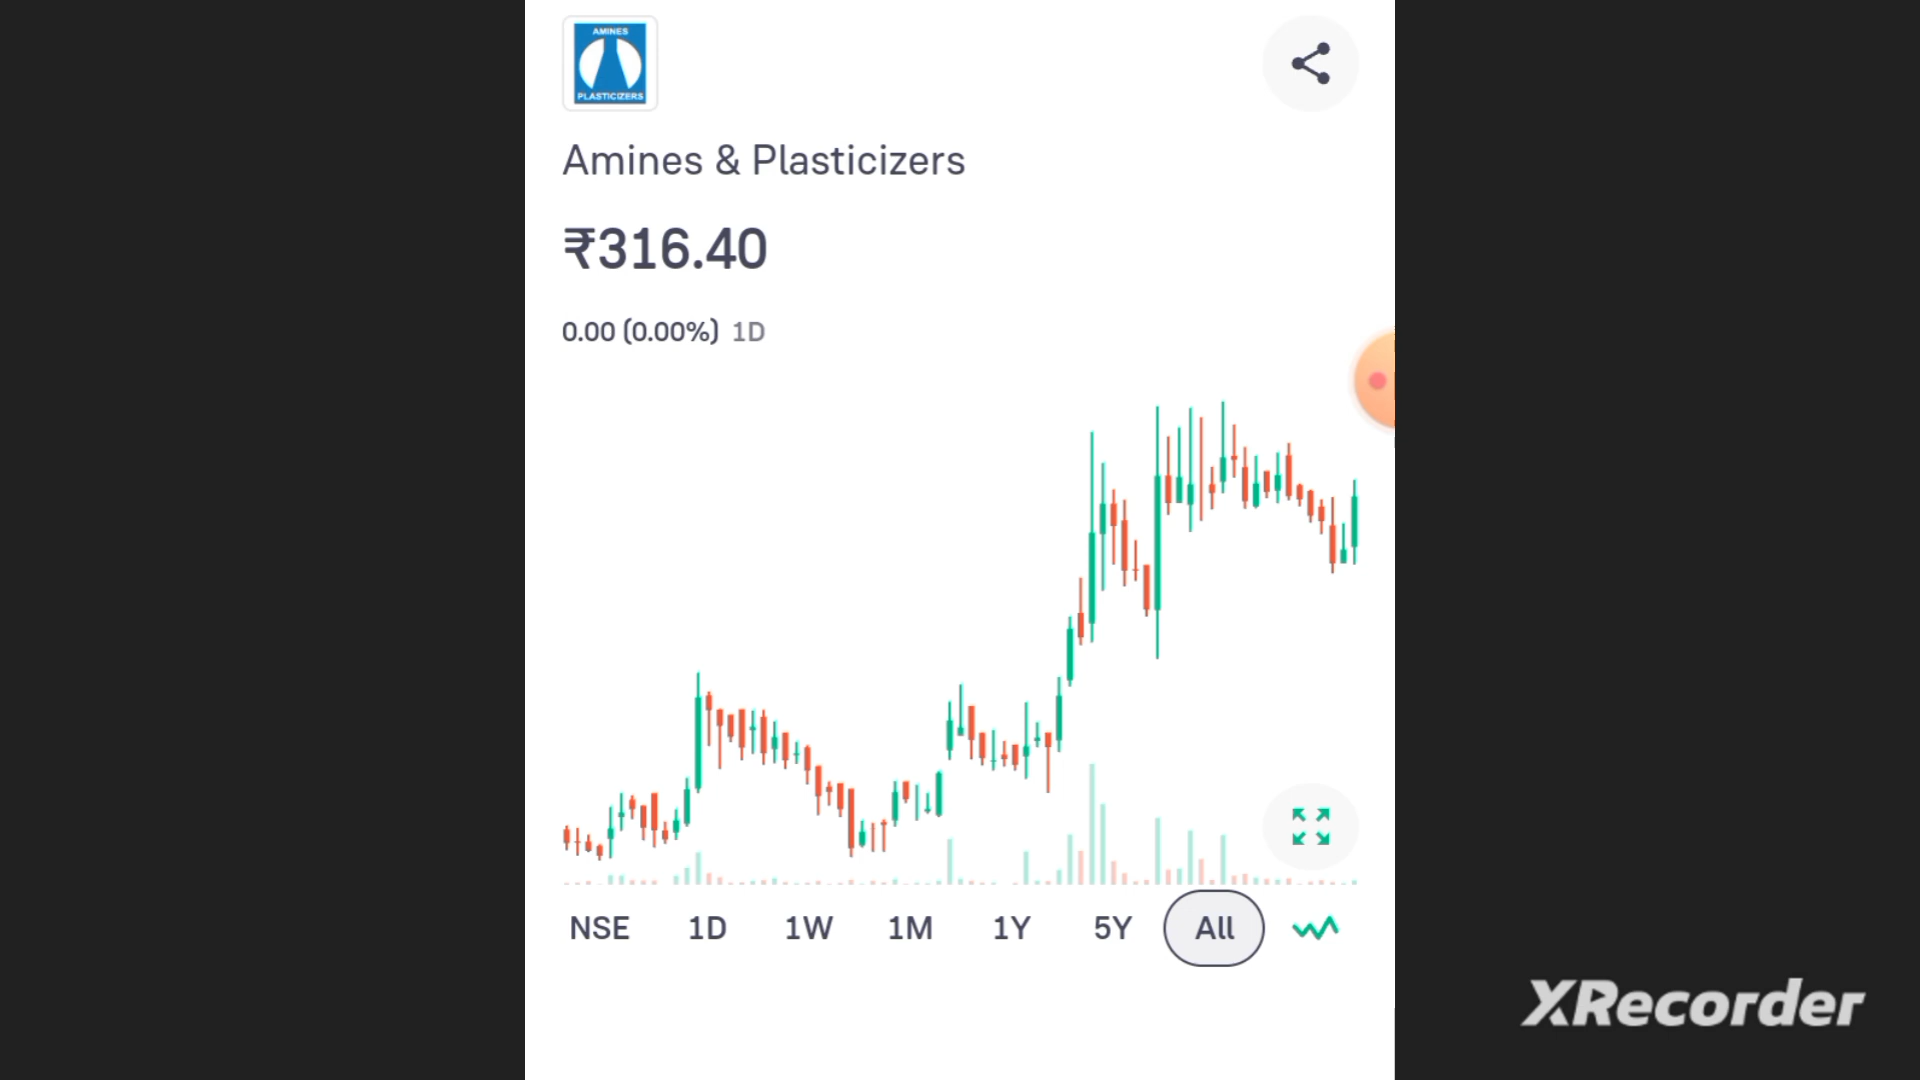 AMINES
PLASTICIZERS
Amines & Plasticizers
₹316.40
0.00 (0.00%) 1D
NSE 1D 1W 1M 1Y 5Y All
XRecorder